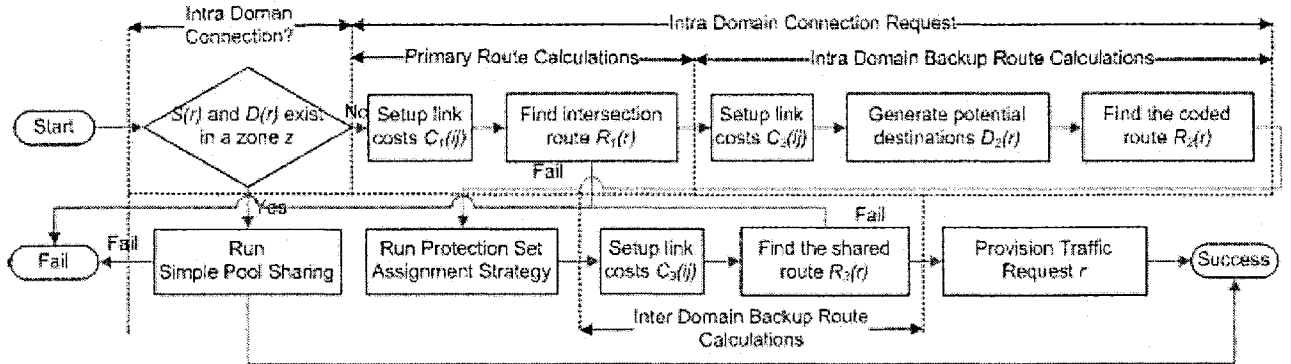 Intra Doman
Connection?
Intra Domain Connection Request
Primary Route Calculations
Intra Domain Backup Route Calculations
Start
S(r) and D(r) exist
in a zone z
No
Setup link
costs C₁(ij)
Find intersection
route R₁(r)
Setup link
costs C₂(ij)
Generate potential
destinations D₂(r)
Find the coded
route R₂(r)
Fail
Yes
Fail
Fail
Fail
Run
Simple Pool Sharing
Run Protection Set
Assignment Strategy
Setup link
costs C₃(ij)
Find the shared
route R₃(r)
Provision Traffic
Request r
Success
Inter Domain Backup Route
Calculations